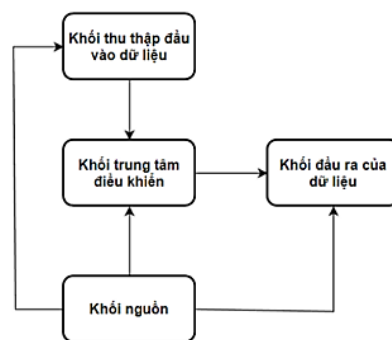 Khối thu thập đầu
vào dữ liệu
Khối trung tâm
điều khiển
Khối đầu ra của
dữ liệu
Khối nguồn